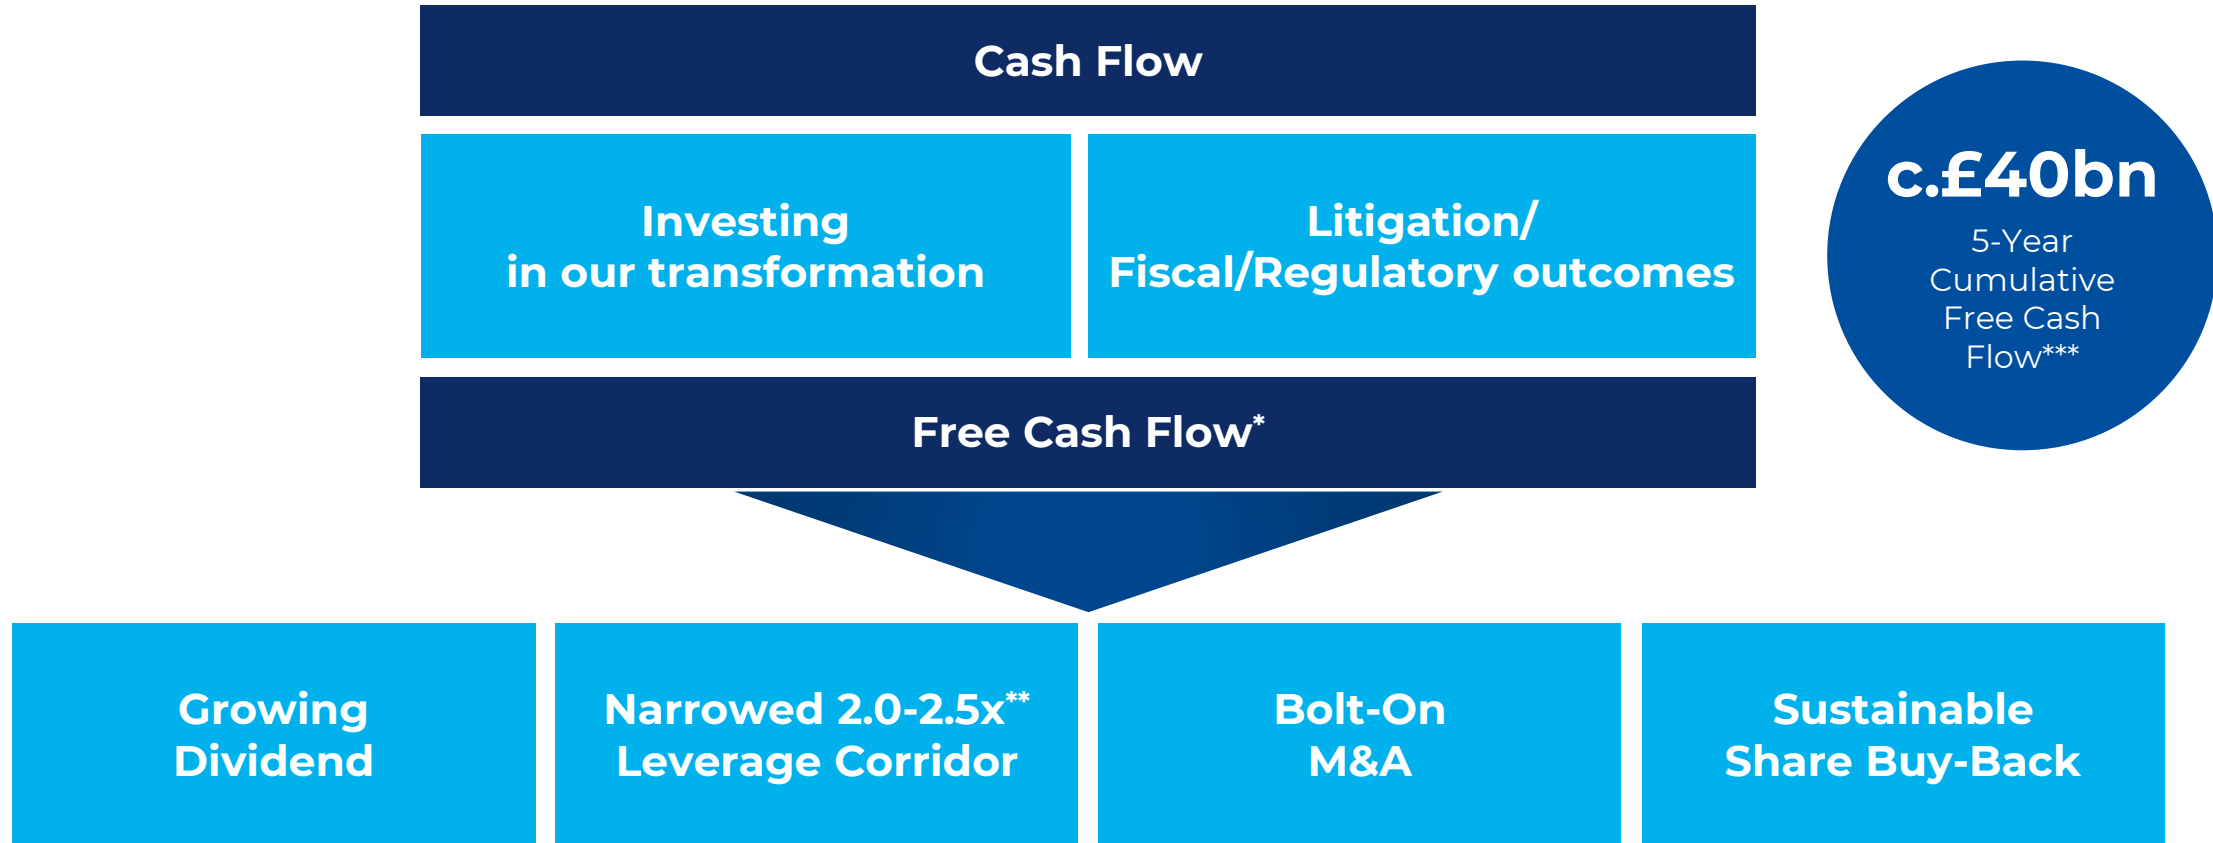 Cash Flow
Investing
in our transformation
Litigation/
Fiscal/Regulatory outcomes
c.£40bn
5-Year
Cumulative
Free Cash
Flow***
Free Cash Flow*
Growing
Dividend
Narrowed 2.0-2.5x**
Leverage Corridor
Bolt-On
M&A
Sustainable
Share Buy-Back